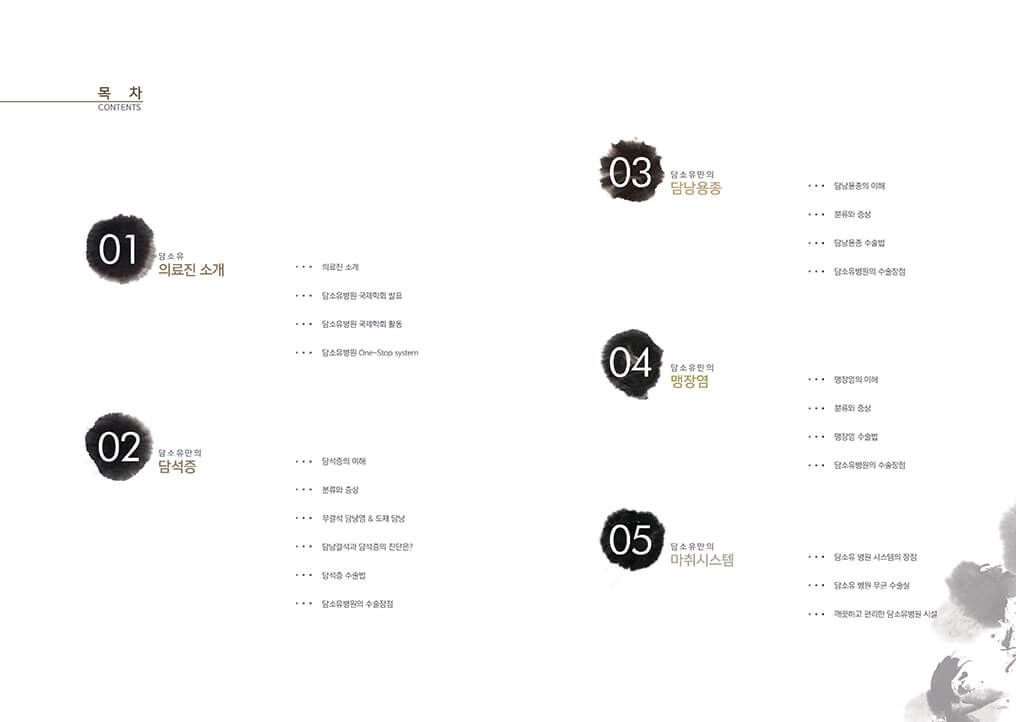 목 차
CONTENTS
01
담소유
의료진 소개
··· 의료진 소개
··· 담소유병원 국제학회 발표
··· 담소유병원 국제학회 활동
··· 담소유병원 One-Stop system
02
담소유만의
담석증
··· 담석증의 이해
··· 분류와 증상
··· 무결석 담낭염 & 도재 담낭
··· 담낭결석과 담석증의 진단은?
··· 담석증 수술법
··· 담소유병원의 수술장점
03
담소유만의
담낭용종
··· 담낭용종의 이해
··· 분류와 증상
··· 담낭용종 수술법
··· 담소유병원의 수술장점
04
담소유만의
맹장염
··· 맹장염의 이해
··· 분류와 증상
··· 맹장염 수술법
··· 담소유병원의 수술장점
05
담소유만의
마취시스템
··· 담소유 병원 시스템의 장점
··· 담소유 병원 무균 수술실
··· 깨끗하고 편리한 담소유병원 시설